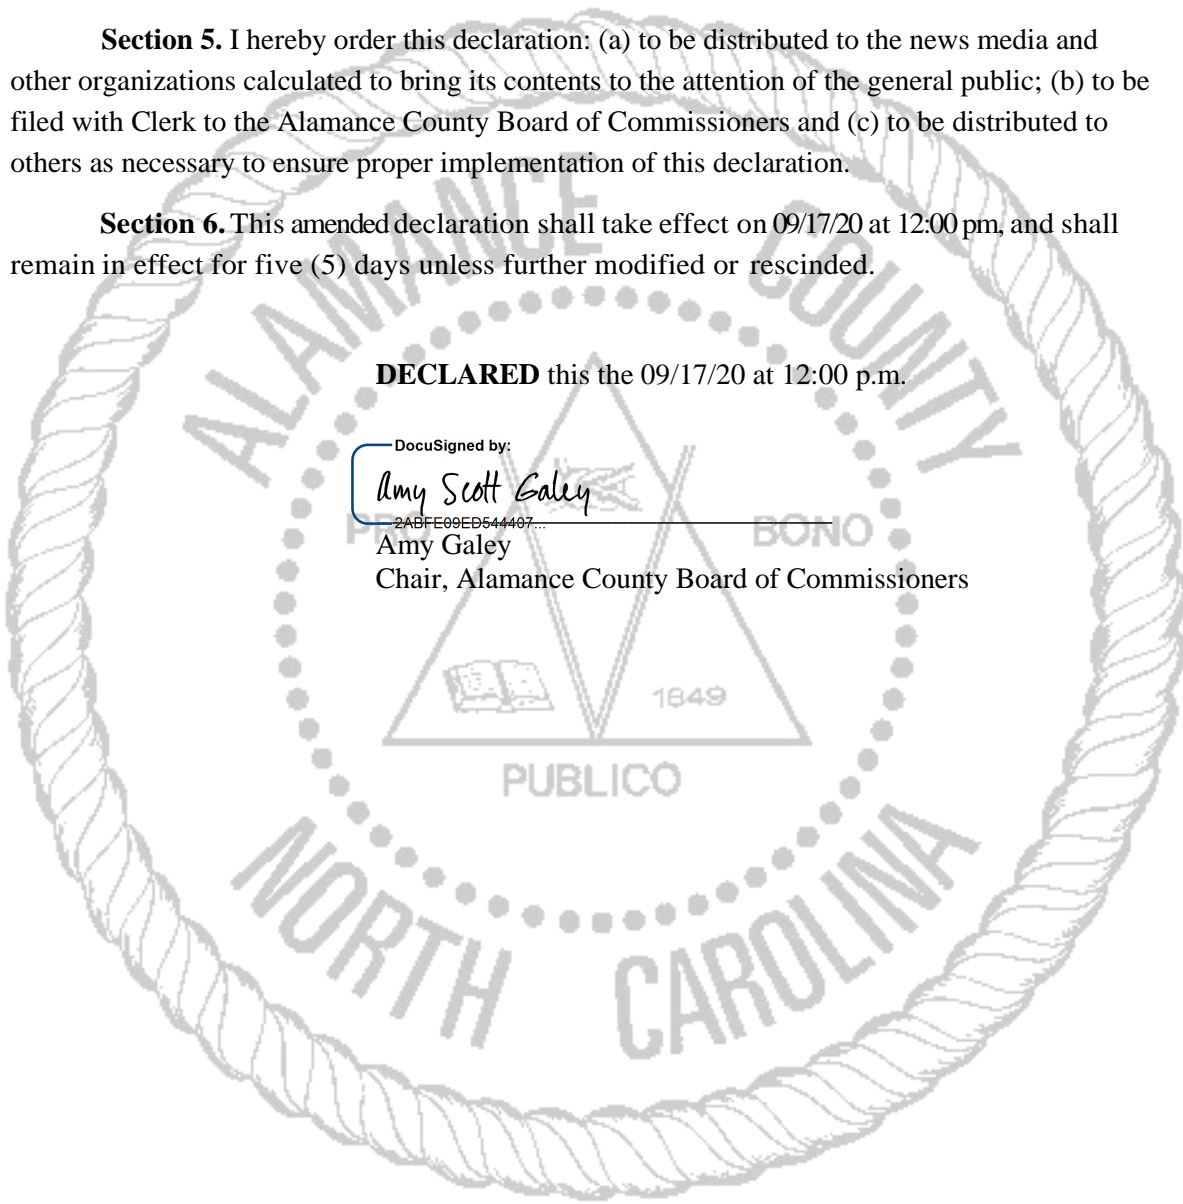 Section 5. I hereby order this declaration: (a) to be distributed to the news media and
other organizations calculated to bring its contents to the attention of the general public; (b) to be
filed with Clerk to the Alamance County Board of Commissioners and (c) to be distributed to
others as necessary to ensure proper implementation of this declaration.
Section 6. This amended declaration shall take effect on 09/17/20 at 12:00 pm, and shall
remain in effect for five (5) days unless further modified or rescinded.
ALAMANCE COUNTY
DECLARED this the 09/17/20 at 12:00 p.m.
DocuSigned by:
Amy Scott Galey
2ABFE09ED544407...
PRO BONO
Amy Galey
Chair, Alamance County Board of Commissioners
1849
PUBLICO
NORTH CAROLINA